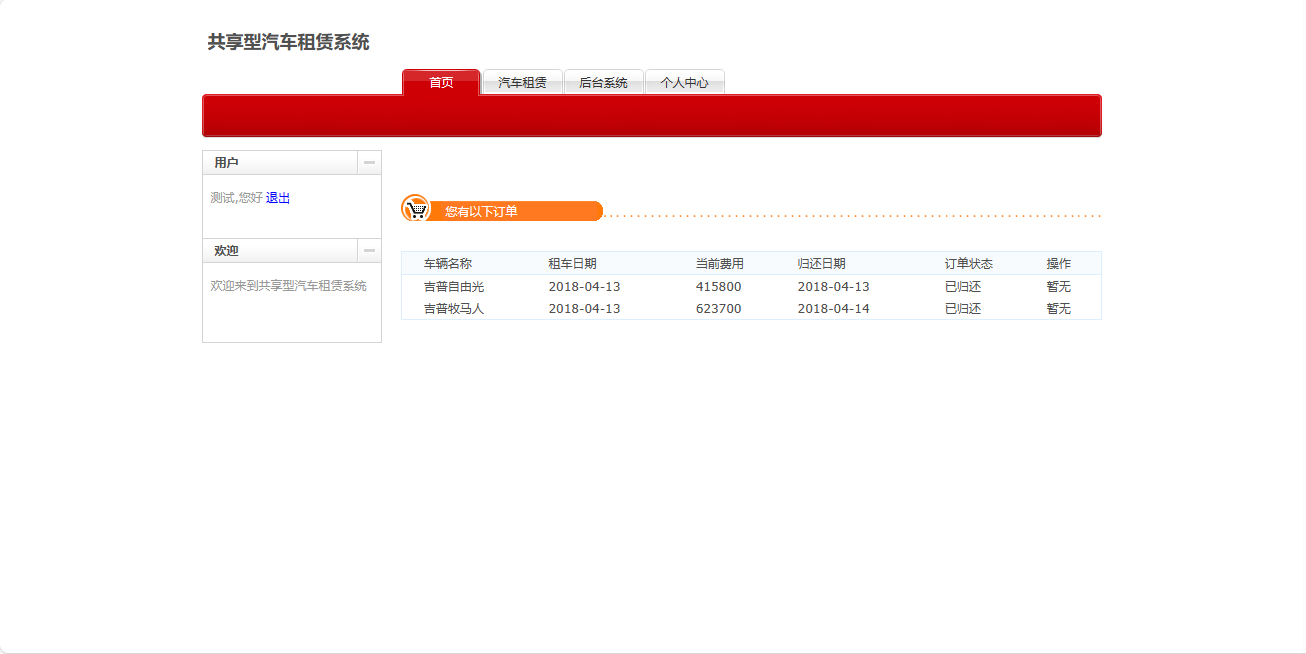 共享型汽车租赁系统
首页 汽车租赁 后台系统 个人中心
用户
测试,您好 退出
欢迎
欢迎来到共享型汽车租赁系统
您有以下订单
车辆名称 租车日期 当前费用 归还日期 订单状态 操作
吉普自由光 2018-04-13 415800 2018-04-13 已归还 暂无
吉普牧马人 2018-04-13 623700 2018-04-14 已归还 暂无